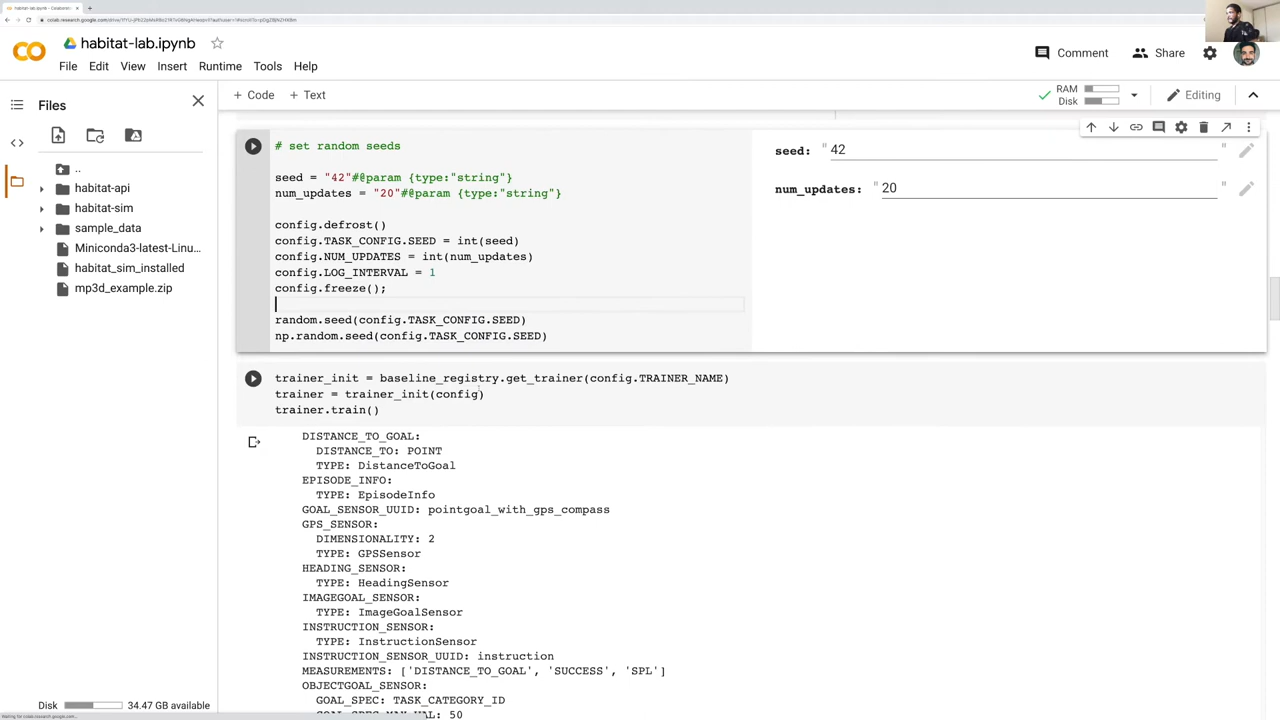 habitat-lab.ipynb
File Edit View Insert Runtime Tools Help
Comment
Share
Files
+ Code + Text
RAM
Disk
Editing
..
habitat-api
habitat-sim
sample_data
Miniconda3-latest-Linu...
habitat_sim_installed
mp3d_example.zip
# set random seeds
seed = "42"#@param {type:"string"}
num_updates = "20"#@param {type:"string"}
config.defrost()
config.TASK_CONFIG.SEED = int(seed)
config.NUM_UPDATES = int(num_updates)
config.LOG_INTERVAL = 1
config.freeze();
random.seed(config.TASK_CONFIG.SEED)
np.random.seed(config.TASK_CONFIG.SEED)
seed: "42"
num_updates: "20"
trainer_init = baseline_registry.get_trainer(config.TRAINER_NAME)
trainer = trainer_init(config)
trainer.train()
DISTANCE_TO_GOAL:
DISTANCE_TO: POINT
TYPE: DistanceToGoal
EPISODE_INFO:
TYPE: EpisodeInfo
GOAL_SENSOR_UUID: pointgoal_with_gps_compass
GPS_SENSOR:
DIMENSIONALITY: 2
TYPE: GPSSensor
HEADING_SENSOR:
TYPE: HeadingSensor
IMAGEGOAL_SENSOR:
TYPE: ImageGoalSensor
INSTRUCTION_SENSOR:
TYPE: InstructionSensor
INSTRUCTION_SENSOR_UUID: instruction
MEASUREMENTS: ['DISTANCE_TO_GOAL', 'SUCCESS', 'SPL']
OBJECTGOAL_SENSOR:
GOAL_SPEC: TASK_CATEGORY_ID
GOAL_SPEC_MAX_VAL: 50
Disk 34.47 GB available
Waiting for colab.research.google.com...